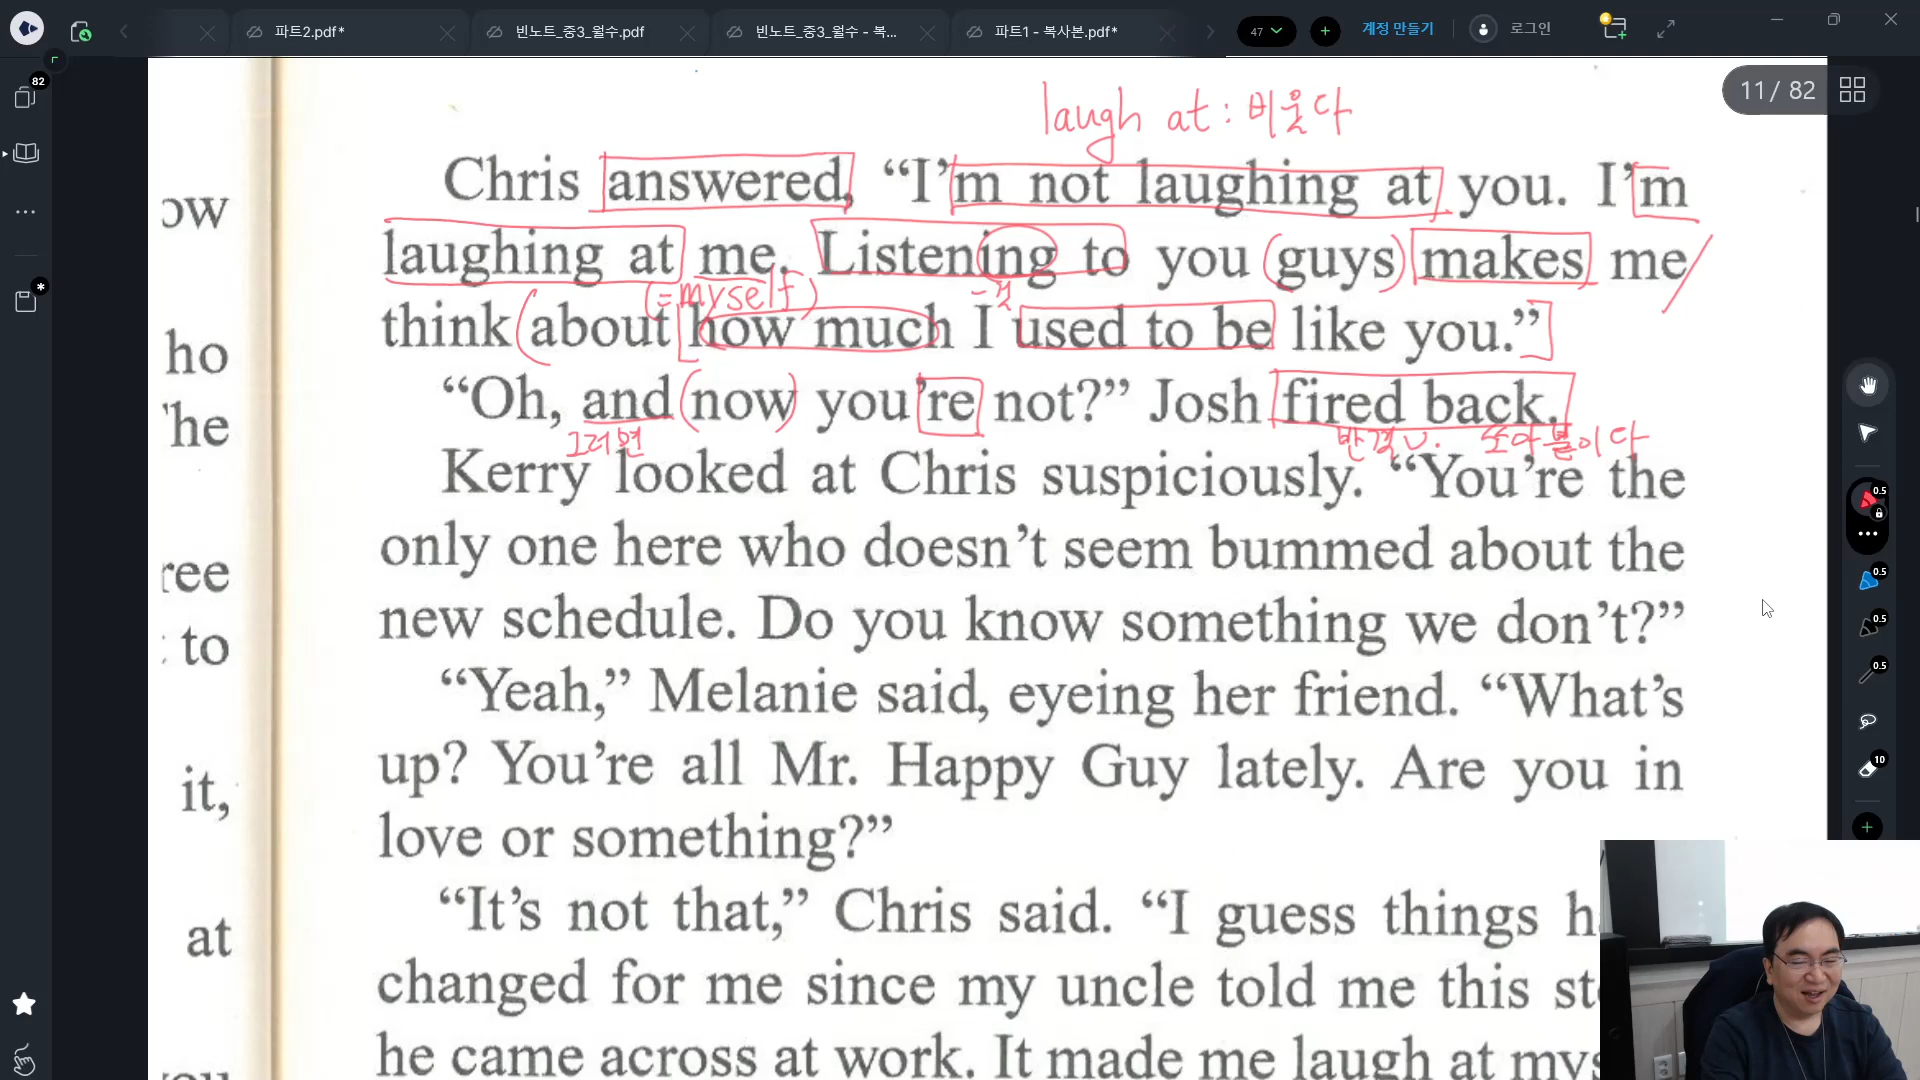 파트2.pdf*
빈노트_중3_월수.pdf
빈노트_중3_월수 - 복...
파트1 - 복사본.pdf*
47
계정 만들기
로그인
82
11 / 82
laugh at : 비웃다
Chris answered, “I’m not laughing at you. I’m
laughing at me. Listening to you guys makes me
(= myself)
-것
think about how much I used to be like you.”
“Oh, and now you’re not?” Josh fired back.
그러면
쏘아붙이다
Kerry looked at Chris suspiciously. “You’re the
only one here who doesn’t seem bummed about the
new schedule. Do you know something we don’t?”
“Yeah,” Melanie said, eyeing her friend. “What’s
up? You’re all Mr. Happy Guy lately. Are you in
love or something?”
“It’s not that,” Chris said. “I guess things h
changed for me since my uncle told me this st
he came across at work. It made me laugh at mys
ow
ho
The
ree
to
it,
at
you
0.5
0.5
0.5
0.5
10